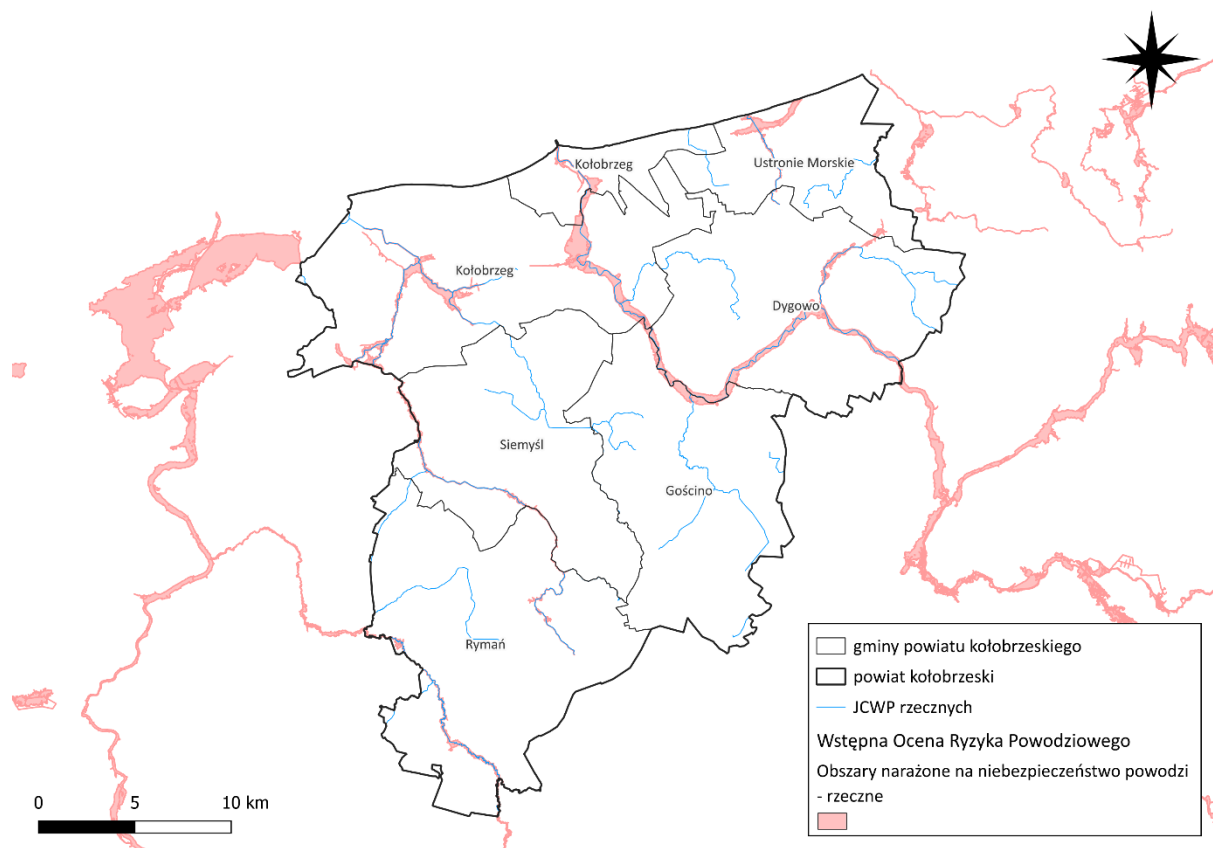 Kołobrzeg
Ustronie Morskie
Kołobrzeg
Dygowo
Siemyśl
Gościno
Rymań
gminy powiatu kołobrzeskiego
powiat kołobrzeski
JCWP rzecznych
Wstępna Ocena Ryzyka Powodziowego
Obszary narażone na niebezpieczeństwo powodzi
- rzeczne
0 5 10 km